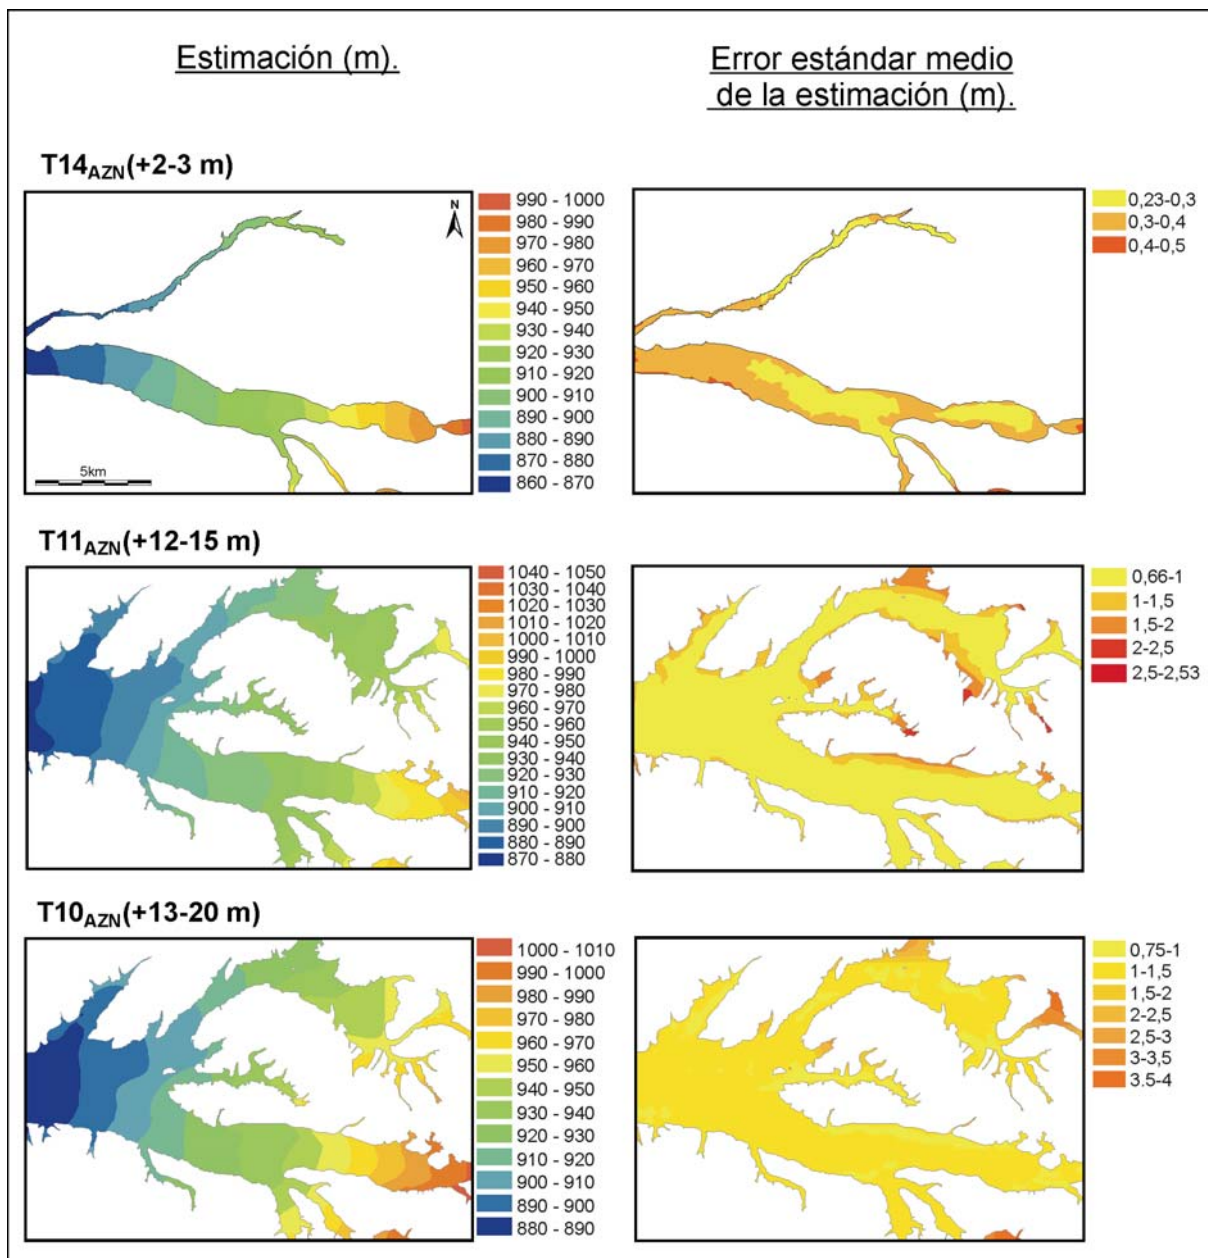 Estimación (m).
Error estándar medio
de la estimación (m).
T14AZN(+2-3 m)
N
5km
990 - 1000
980 - 990
970 - 980
960 - 970
950 - 960
940 - 950
930 - 940
920 - 930
910 - 920
900 - 910
890 - 900
880 - 890
870 - 880
860 - 870
0,23-0,3
0,3-0,4
0,4-0,5
T11AZN(+12-15 m)
1040 - 1050
1030 - 1040
1020 - 1030
1010 - 1020
1000 - 1010
990 - 1000
980 - 990
970 - 980
960 - 970
950 - 960
940 - 950
930 - 940
920 - 930
910 - 920
900 - 910
890 - 900
880 - 890
870 - 880
0,66-1
1-1,5
1,5-2
2-2,5
2,5-2,53
T10AZN(+13-20 m)
1000 - 1010
990 - 1000
980 - 990
970 - 980
960 - 970
950 - 960
940 - 950
930 - 940
920 - 930
910 - 920
900 - 910
890 - 900
880 - 890
0,75-1
1-1,5
1,5-2
2-2,5
2,5-3
3-3,5
3.5-4